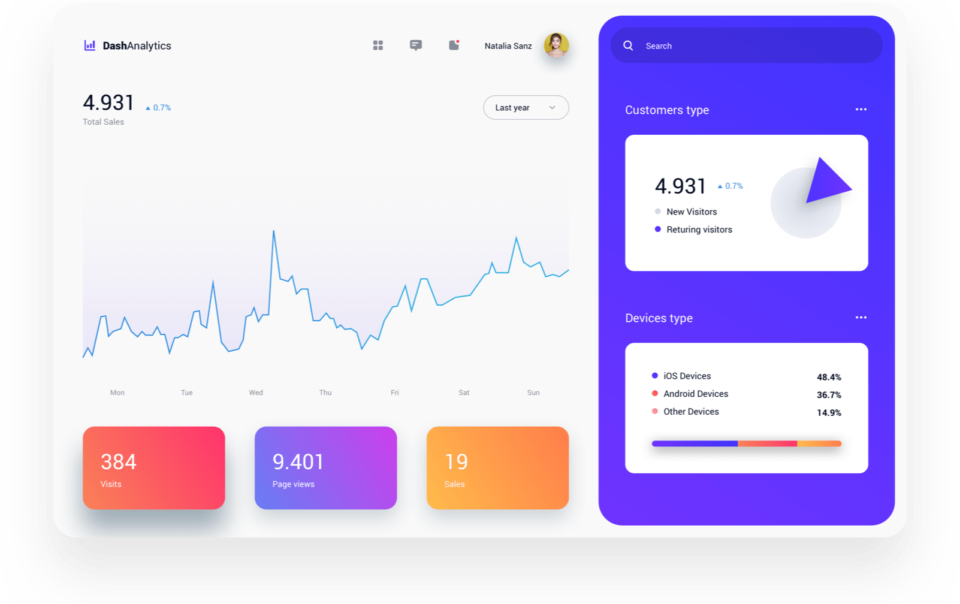 DashAnalytics
Natalia Sanz
4.931 ▲ 0.7%
Total Sales
Last year
Mon Tue Wed Thu Fri Sat Sun
384
Visits
9.401
Page views
19
Sales
Search
Customers type
4.931 ▲ 0.7%
New Visitors
Returing visitors
Devices type
iOS Devices 48.4%
Android Devices 36.7%
Other Devices 14.9%